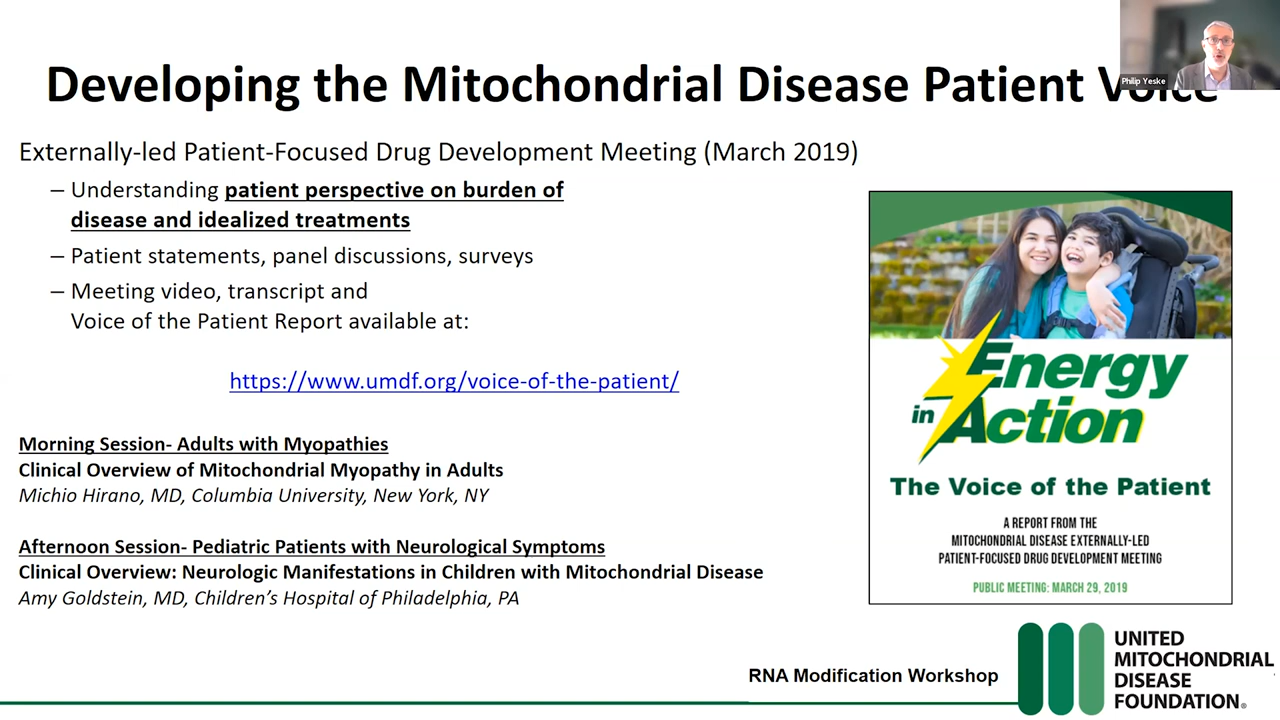 Developing the Mitochondrial Disease Patient Voice
Philip Yeske
Externally-led Patient-Focused Drug Development Meeting (March 2019)
– Understanding patient perspective on burden of
disease and idealized treatments
– Patient statements, panel discussions, surveys
– Meeting video, transcript and
Voice of the Patient Report available at:
https://www.umdf.org/voice-of-the-patient/
Morning Session- Adults with Myopathies
Clinical Overview of Mitochondrial Myopathy in Adults
Michio Hirano, MD, Columbia University, New York, NY
Afternoon Session- Pediatric Patients with Neurological Symptoms
Clinical Overview: Neurologic Manifestations in Children with Mitochondrial Disease
Amy Goldstein, MD, Children's Hospital of Philadelphia, PA
Energy
in Action
The Voice of the Patient
A REPORT FROM THE
MITOCHONDRIAL DISEASE EXTERNALLY-LED
PATIENT-FOCUSED DRUG DEVELOPMENT MEETING
PUBLIC MEETING: MARCH 29, 2019
RNA Modification Workshop
UNITED
MITOCHONDRIAL
DISEASE
FOUNDATION®